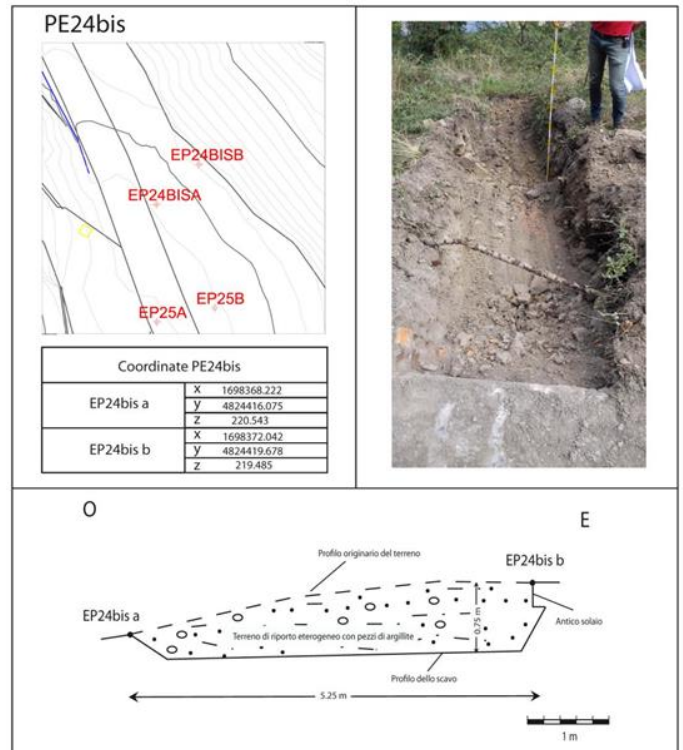 PE24bis
EP24BISB
EP24BISA
EP25B
EP25A
Coordinate PE24bis
EP24bis a
x 1698368.222
y 4824416.075
z 220.543
EP24bis b
x 1698372.042
y 4824419.678
z 219.485
O
E
Profilo originario del terreno
EP24bis b
EP24bis a
Antico solaio
0.75 m
Terreno di riporto eterogeneo con pezzi di argillite
Profilo dello scavo
5.25 m
1 m